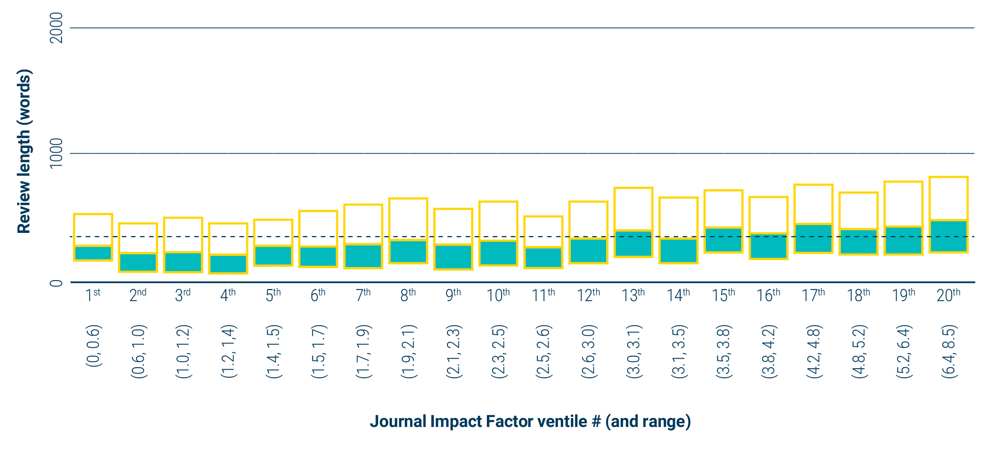 2000
1000
0
Review length (words)
1st 2nd 3rd 4th 5th 6th 7th 8th 9th 10th 11th 12th 13th 14th 15th 16th 17th 18th 19th 20th
(0, 0.6) (0.6, 1.0) (1.0, 1.2) (1.2, 1,4) (1.4, 1.5) (1.5, 1.7) (1.7, 1.9) (1.9, 2.1) (2.1, 2.3) (2.3, 2.5) (2.5, 2.6) (2.6, 3.0) (3.0, 3.1) (3.1, 3.5) (3.5, 3.8) (3.8, 4.2) (4.2, 4.8) (4.8, 5.2) (5.2, 6.4) (6.4, 8.5)
Journal Impact Factor ventile # (and range)